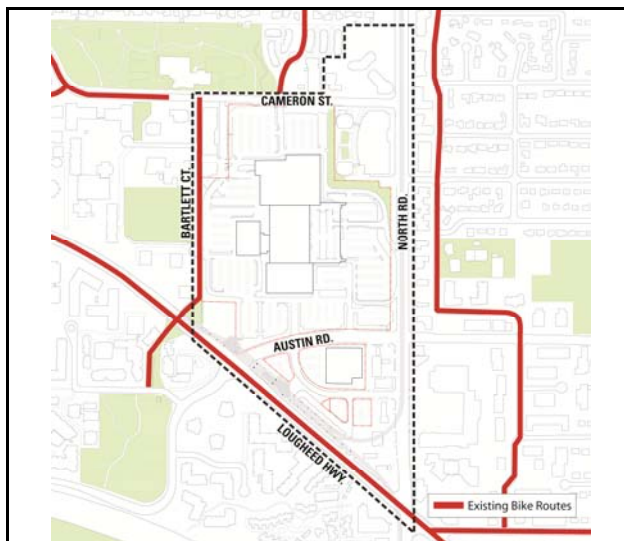 CAMERON ST.
BARTLETT CT.
NORTH RD.
AUSTIN RD.
LOUGHEED HWY.
Existing Bike Routes